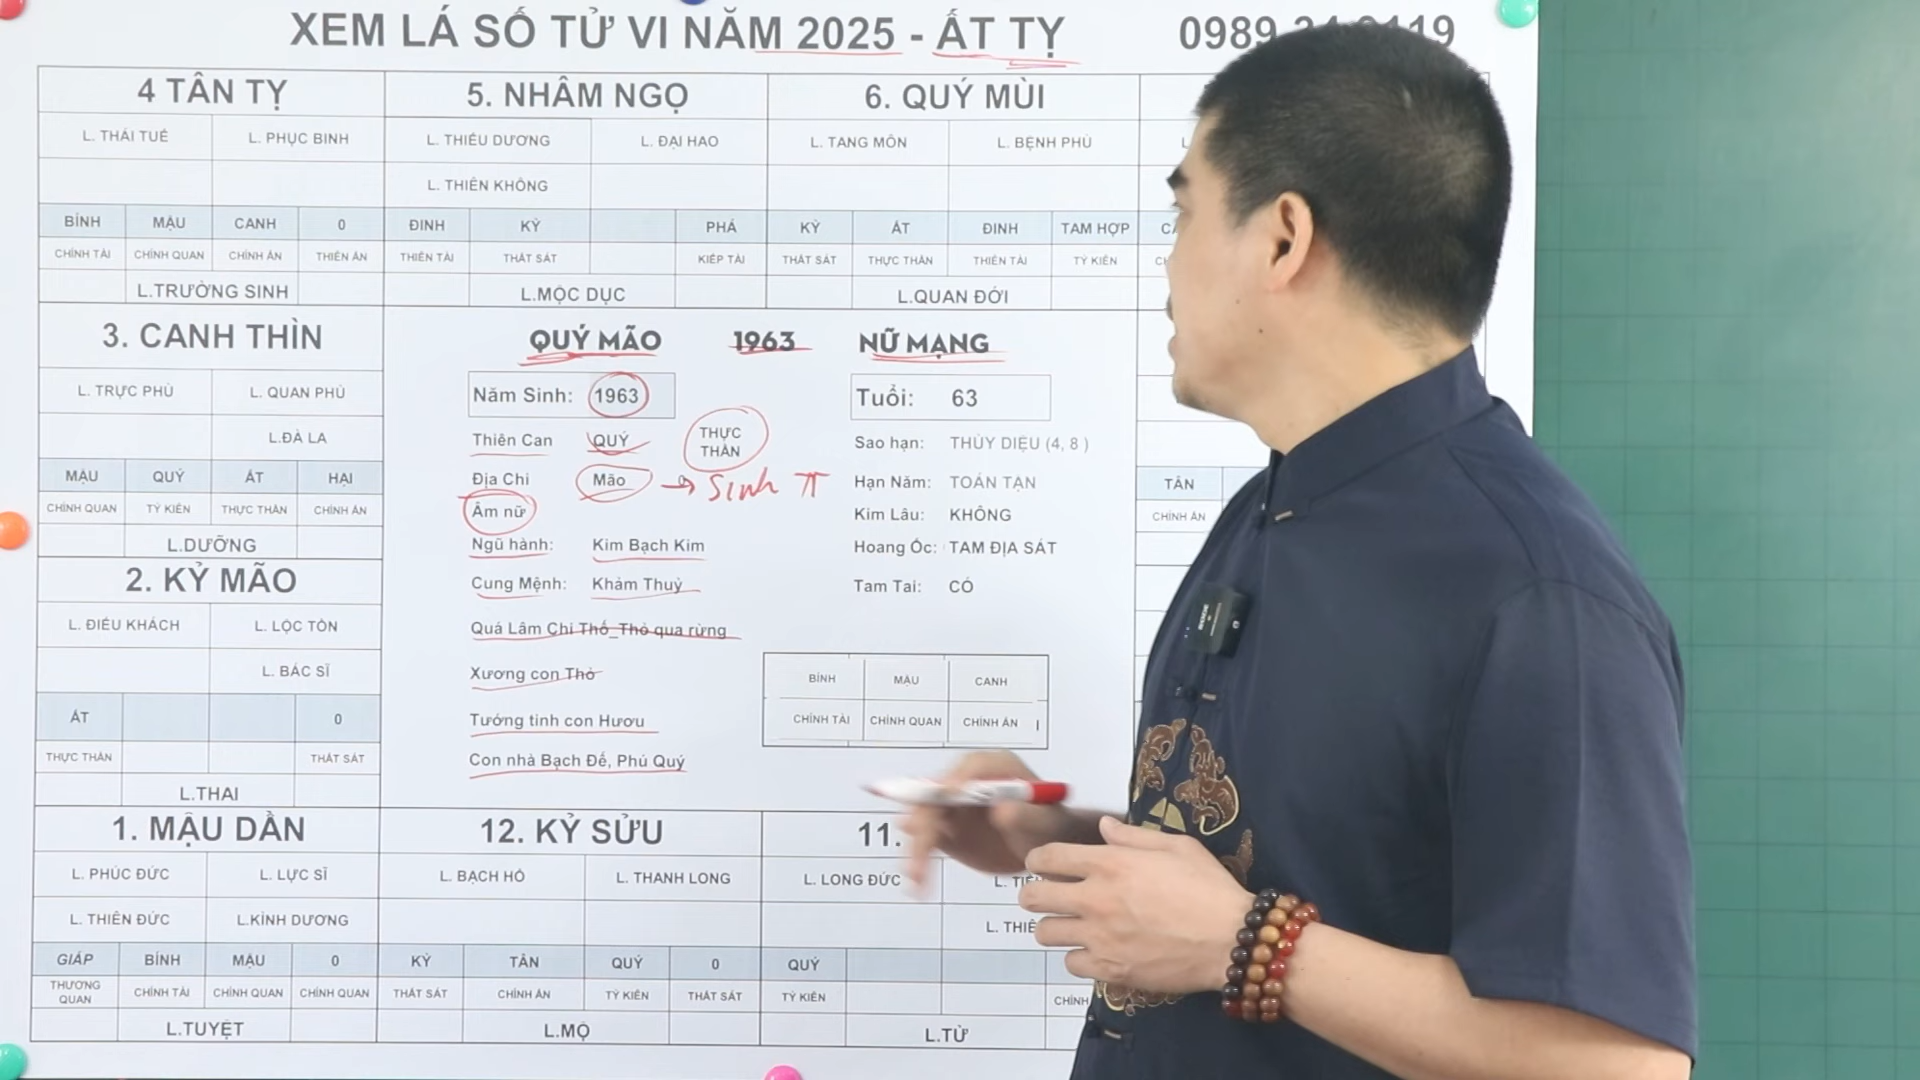 XEM LÁ SỐ TỬ VI NĂM 2025 - ẤT TỴ
0989
4 TÂN TỴ
L. THÁI TUẾ
L. PHỤC BINH
BÍNH MẬU CANH 0
CHÍNH TÀI CHÍNH QUAN CHÍNH ẤN THIÊN ẤN
L.TRƯỜNG SINH
5. NHÂM NGỌ
L. THIẾU DƯƠNG
L. ĐẠI HAO
L. THIÊN KHÔNG
ĐINH KỶ PHÁ
THIÊN TÀI THẤT SÁT KIẾP TÀI
L.MỘC DỤC
6. QUÝ MÙI
L. TANG MÔN
L. BỆNH PHÙ
KỶ ẤT ĐINH TAM HỢP
THẤT SÁT THỰC THẦN THIÊN TÀI TỶ KIÊN
L.QUAN ĐỚI
3. CANH THÌN
L. TRỰC PHÙ
L. QUAN PHỦ
L.ĐÀ LA
MẬU QUÝ ẤT HẠI
CHÍNH QUAN TỶ KIÊN THỰC THẦN CHÍNH ẤN
L.DƯỠNG
QUÝ MÃO 1963 NỮ MẠNG
Năm Sinh: 1963
Tuổi: 63
Thiên Can QUÝ
THỰC
THẦN
Sao hạn: THỦY DIỆU (4, 8 )
Địa Chi Mão → Sinh π
Hạn Năm: TOÁN TẬN
Âm nữ
Kim Lâu: KHÔNG
Ngũ hành: Kim Bạch Kim
Hoang Ốc: TAM ĐỊA SÁT
Cung Mệnh: Khảm Thuỷ
Tam Tai: CÓ
Quá Lâm Chi Thố_Thỏ qua rừng
Xương con Thỏ
Tướng tinh con Hươu
Con nhà Bạch Đế, Phú Quý
BÍNH MẬU CANH
CHÍNH TÀI CHÍNH QUAN CHÍNH ẤN
TÂN
CHÍNH ẤN
2. KỶ MÃO
L. ĐIẾU KHÁCH
L. LỘC TỒN
L. BÁC SĨ
ẤT 0
THỰC THẦN THẤT SÁT
L.THAI
1. MẬU DẦN
L. PHÚC ĐỨC
L. LỰC SĨ
L. THIÊN ĐỨC
L.KÌNH DƯƠNG
GIÁP BÍNH MẬU 0
THƯƠNG
QUAN
CHÍNH TÀI CHÍNH QUAN CHÍNH QUAN
L.TUYỆT
12. KỶ SỬU
L. BẠCH HỔ
L. THANH LONG
KỶ TÂN QUÝ 0
THẤT SÁT CHÍNH ẤN TỶ KIÊN THẤT SÁT
L.MỘ
11.
L. LONG ĐỨC
QUÝ
TỶ KIÊN
CHÍNH
L.TỬ